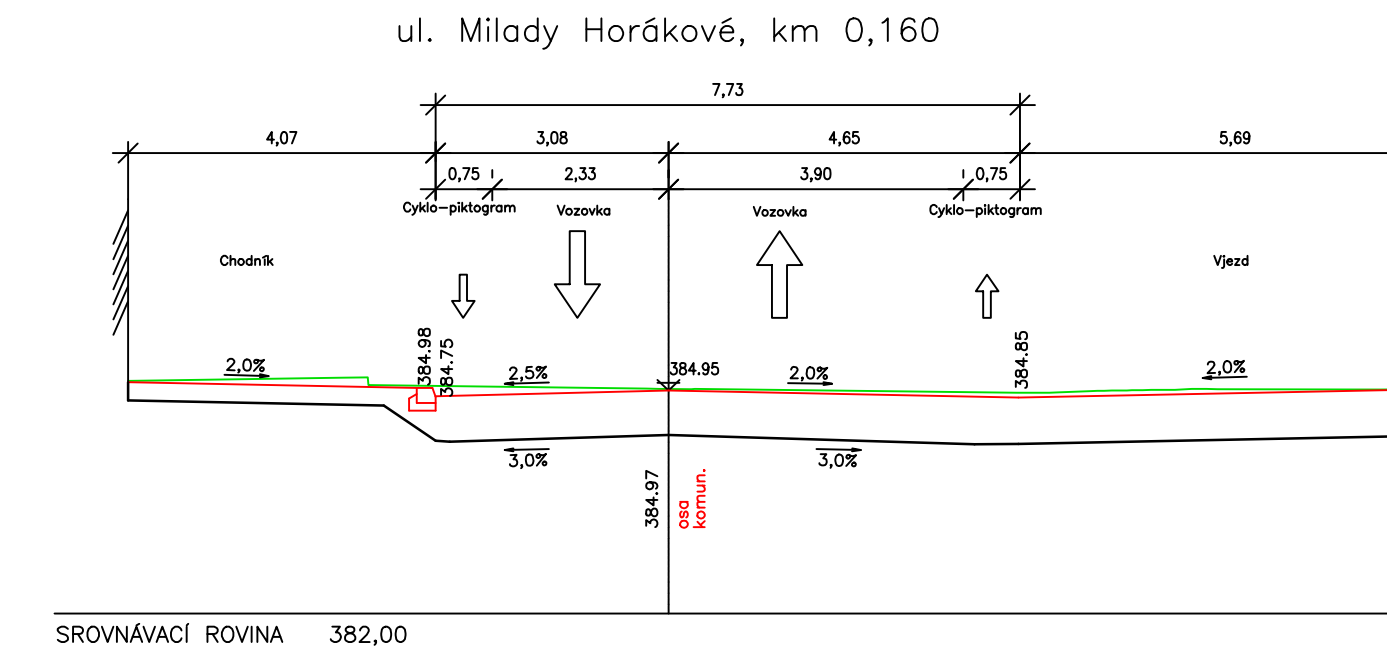 ul. Milady Horákové, km 0,160
7,73
4,07
3,08
4,65
5,69
0,75
2,33
3,90
0,75
Cyklo-piktogram
Vozovka
Vozovka
Cyklo-piktogram
Chodník
Vjezd
384.98
384.75
384.95
384.85
2,0%
2,5%
2,0%
2,0%
3,0%
3,0%
384.97
osa
komun.
SROVNÁVACÍ ROVINA 382,00